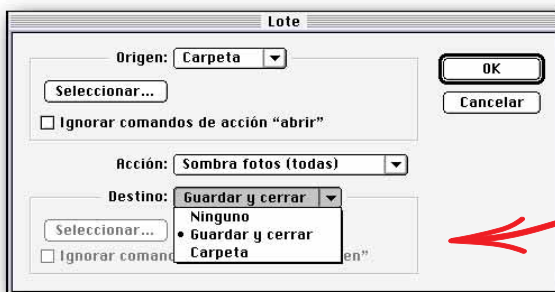 Lote
Origen: Carpeta
OK
Seleccionar...
Cancelar
Ignorar comandos de acción “abrir”
Acción: Sombra fotos (todas)
Destino: Guardar y cerrar
Ninguno
Seleccionar...
• Guardar y cerrar
Carpeta
Ignorar en”